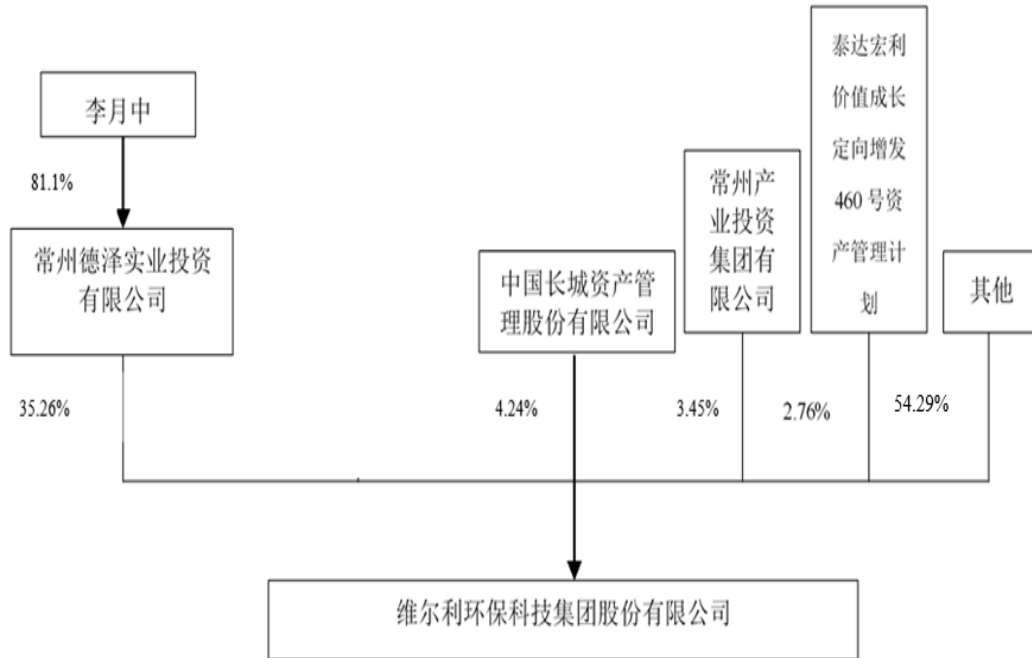 李月中
81.1%
常州德泽实业投资
有限公司
35.26%
中国长城资产管
理股份有限公司
4.24%
常州产
业投资
集团有
限公司
3.45%
泰达宏利
价值成长
定向增发
460 号资
产管理计
划
2.76%
其他
54.29%
维尔利环保科技集团股份有限公司